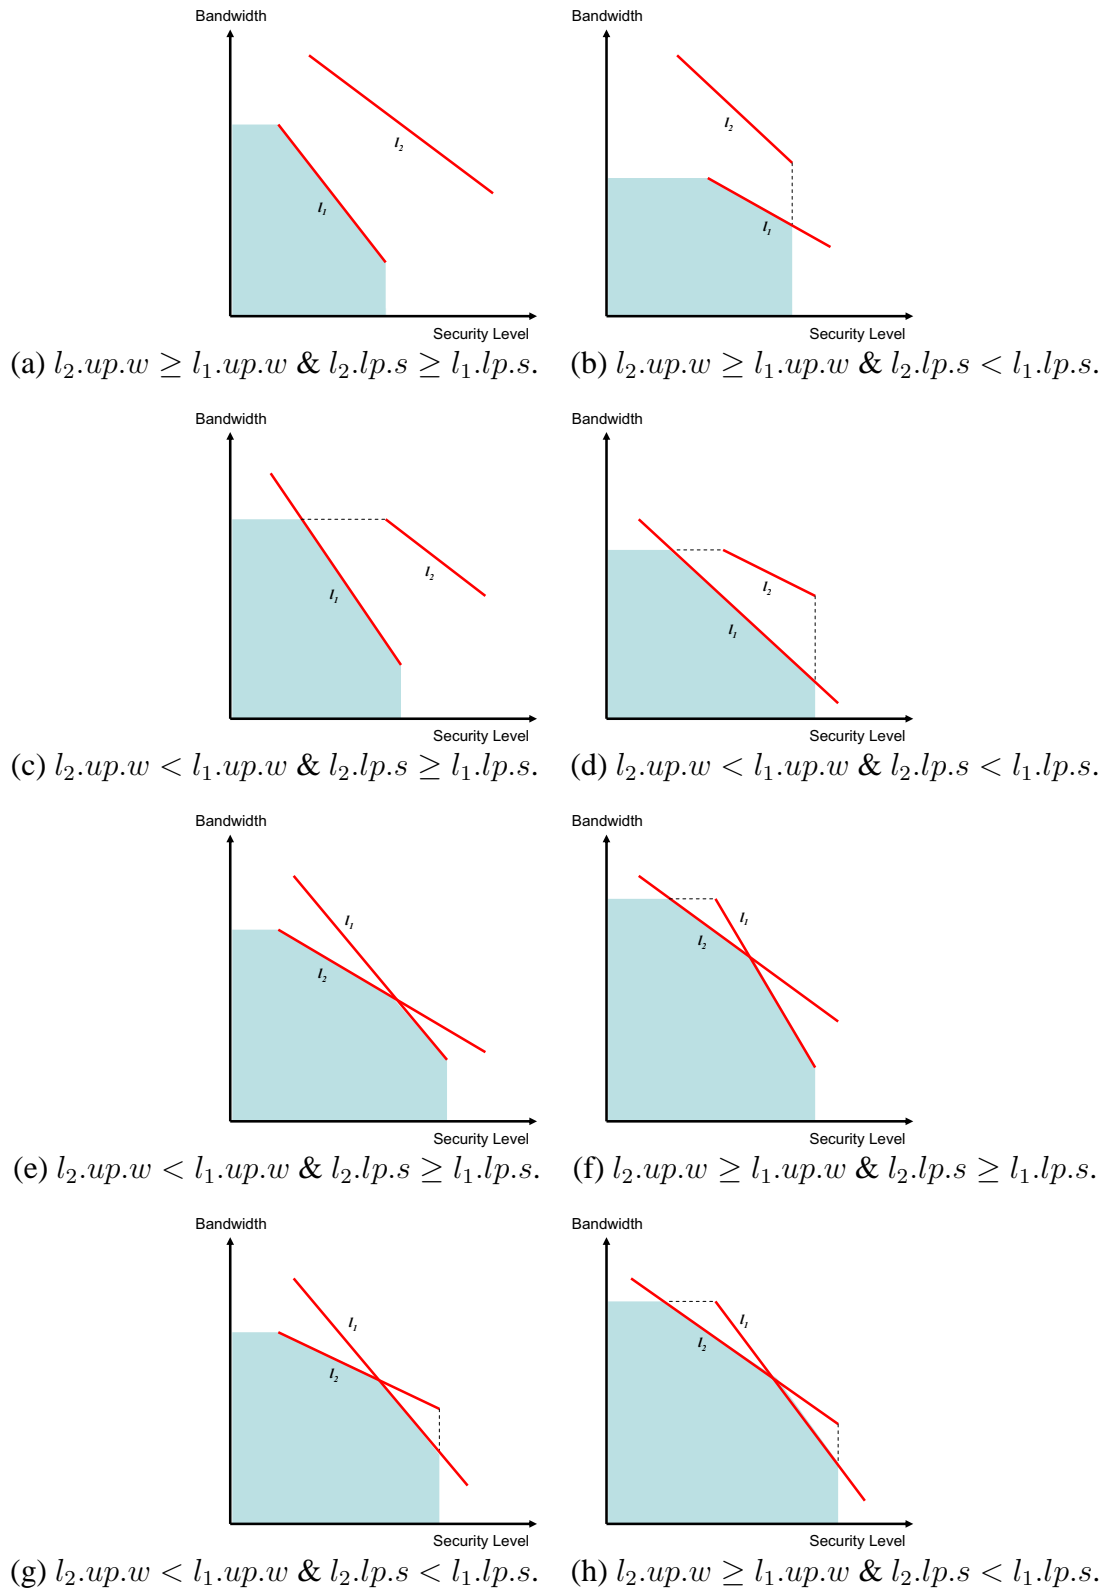 Bandwidth Bandwidth
l₂
l₂
l₁
l₁
Security Level Security Level
(a) l₂.up.w ≥ l₁.up.w & l₂.lp.s ≥ l₁.lp.s. (b) l₂.up.w ≥ l₁.up.w & l₂.lp.s < l₁.lp.s.
Bandwidth Bandwidth
l₂
l₂
l₁
l₁
Security Level Security Level
(c) l₂.up.w < l₁.up.w & l₂.lp.s ≥ l₁.lp.s. (d) l₂.up.w < l₁.up.w & l₂.lp.s < l₁.lp.s.
Bandwidth Bandwidth
l₁
l₁
l₂
l₂
Security Level Security Level
(e) l₂.up.w < l₁.up.w & l₂.lp.s ≥ l₁.lp.s. (f) l₂.up.w ≥ l₁.up.w & l₂.lp.s ≥ l₁.lp.s.
Bandwidth Bandwidth
l₁
l₁
l₂
l₂
Security Level Security Level
(g) l₂.up.w < l₁.up.w & l₂.lp.s < l₁.lp.s. (h) l₂.up.w ≥ l₁.up.w & l₂.lp.s < l₁.lp.s.